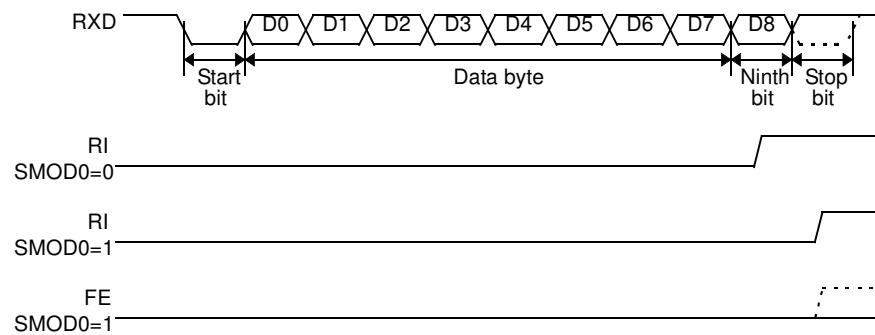 RXD D0 D1 D2 D3 D4 D5 D6 D7 D8
Start bit
Data byte
Ninth bit
Stop bit
RI
SMOD0=0
RI
SMOD0=1
FE
SMOD0=1